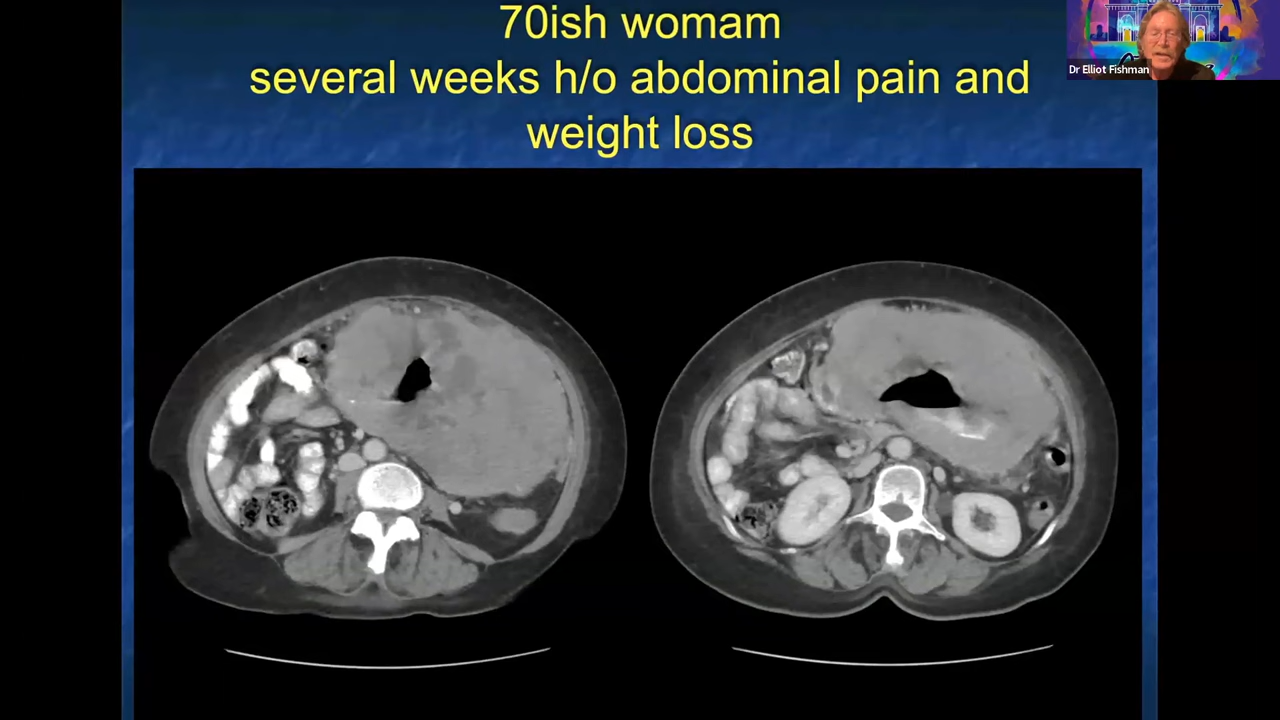 70ish womam
several weeks h/o abdominal pain and
weight loss
Dr Elliot Fishman